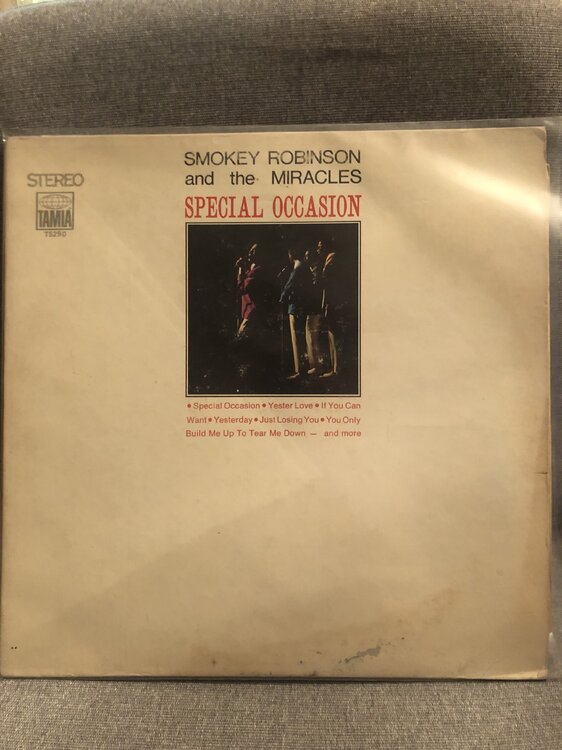 SMOKEY ROBINSON
and the MIRACLES
SPECIAL OCCASION
STEREO
TAMLA
TS290
• Special Occasion • Yester Love • If You Can
Want • Yesterday • Just Losing You • You Only
Build Me Up To Tear Me Down — and more